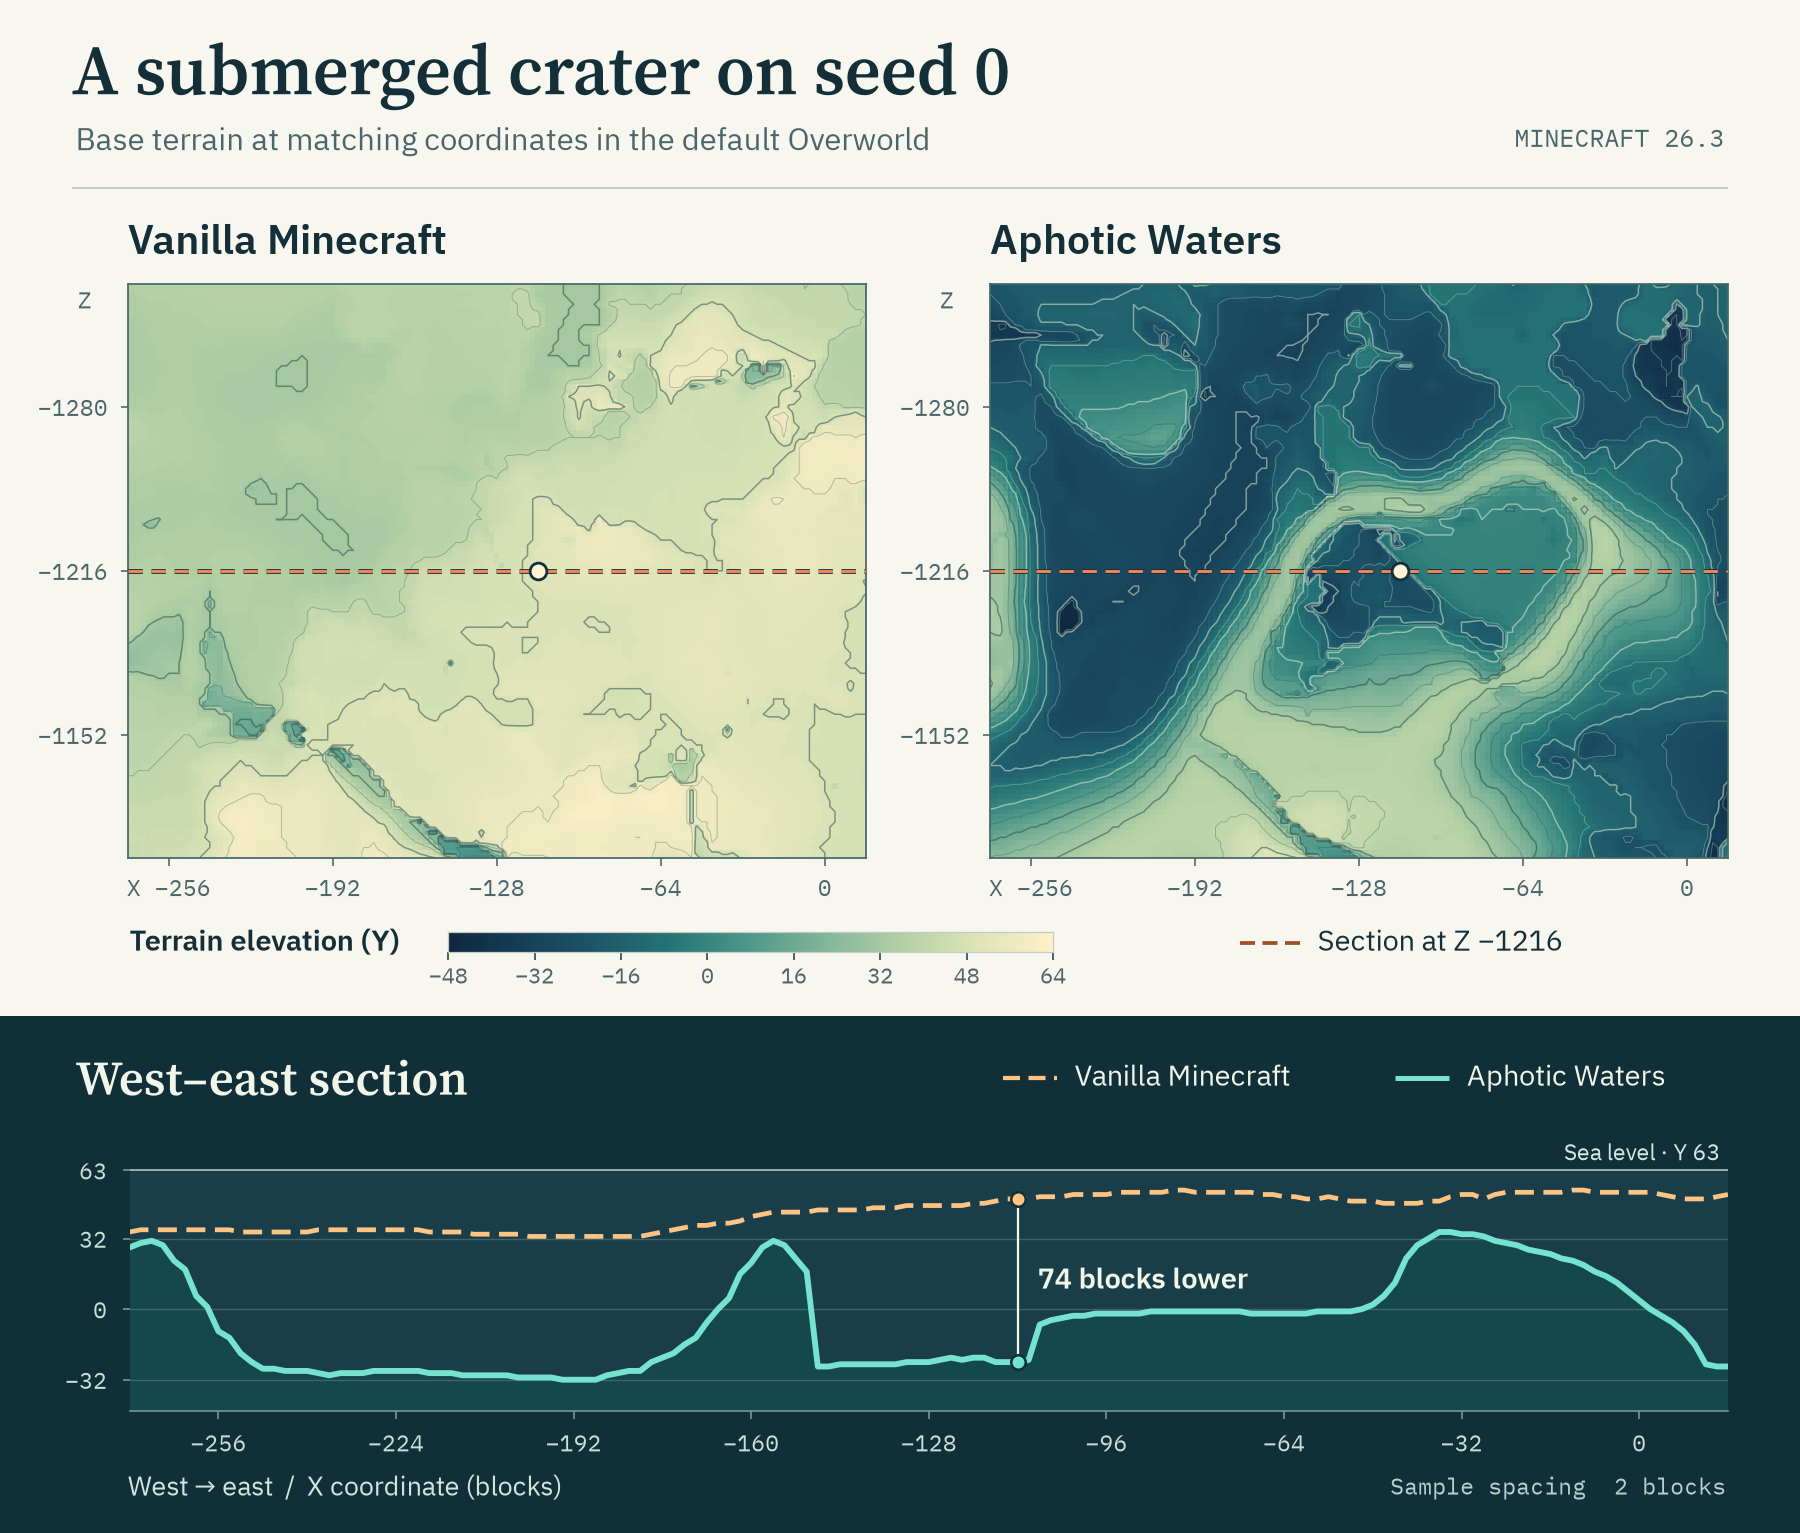 A submerged crater on seed 0
Base terrain at matching coordinates in the default Overworld
MINECRAFT 26.3
Vanilla Minecraft
Z
−1280
−1216
−1152
X −256 −192 −128 −64 0
Aphotic Waters
Z
−1280
−1216
−1152
X −256 −192 −128 −64 0
Terrain elevation (Y)
−48 −32 −16 0 16 32 48 64
Section at Z −1216
West–east section
Vanilla Minecraft
Aphotic Waters
Sea level · Y 63
63
32
0
−32
74 blocks lower
−256 −224 −192 −160 −128 −96 −64 −32 0
West → east / X coordinate (blocks)
Sample spacing 2 blocks